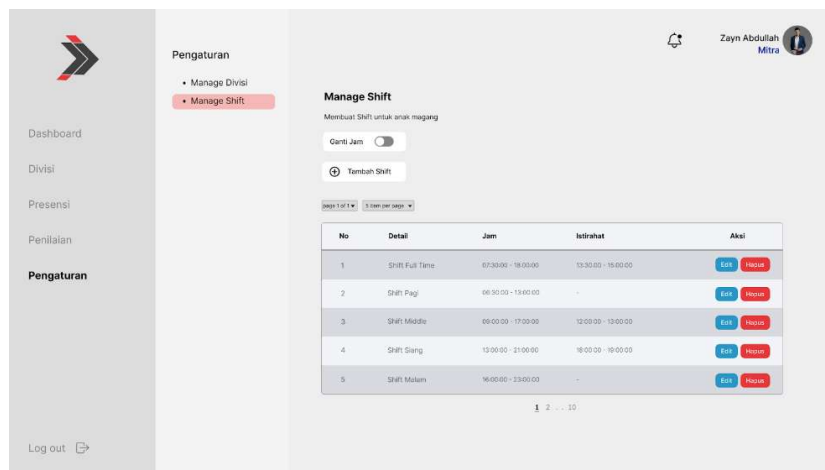 Zayn Abdullah
Mitra
Dashboard
Divisi
Presensi
Penilaian
Pengaturan
Log out
Pengaturan
• Manage Divisi
• Manage Shift
Manage Shift
Membuat Shift untuk anak magang
Ganti Jam
Tambah Shift
page 1 of 1 5 item per page
No Detail Jam Istirahat Aksi
1 Shift Full Time 07:30:00 - 18:00:00 13:30:00 - 15:00:00 Edit Hapus
2 Shift Pagi 06:30:00 - 13:00:00 - Edit Hapus
3 Shift Middle 09:00:00 - 17:00:00 12:00:00 - 13:00:00 Edit Hapus
4 Shift Siang 13:00:00 - 21:00:00 18:00:00 - 19:00:00 Edit Hapus
5 Shift Malam 16:00:00 - 23:00:00 - Edit Hapus
1 2 . . 10